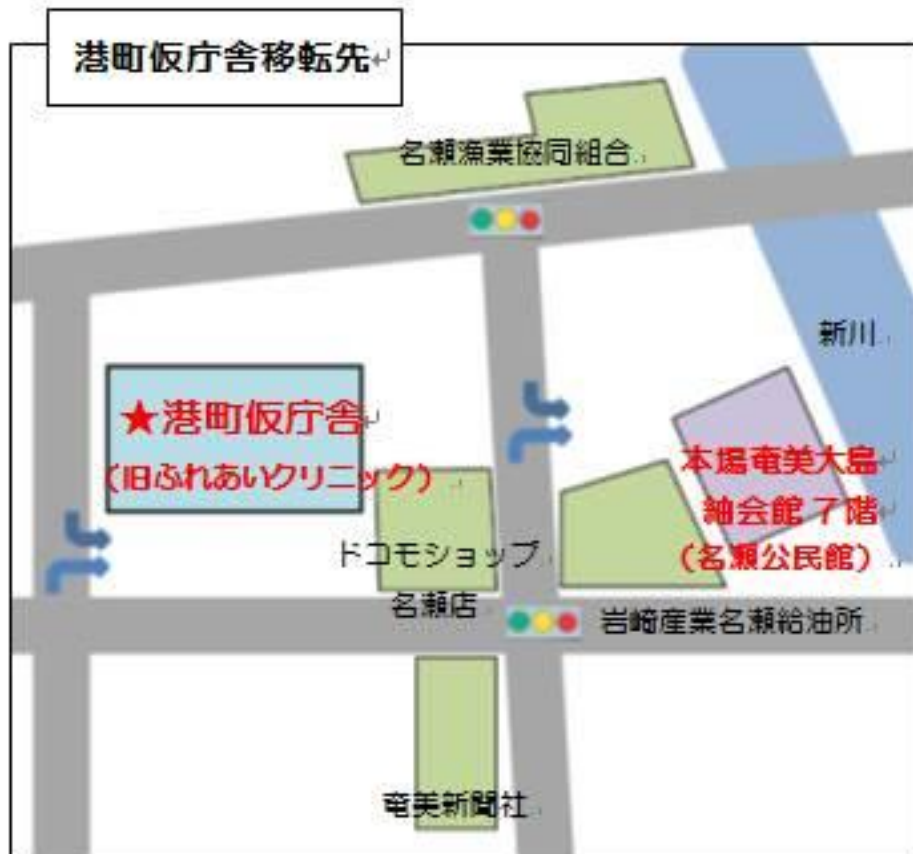 港町仮庁舎移転先
名瀬漁業協同組合
新川
★港町仮庁舎
(旧ふれあいクリニック)
本場奄美大島
紬会館7階
(名瀬公民館)
ドコモショップ
名瀬店
岩崎産業名瀬給油所
奄美新聞社